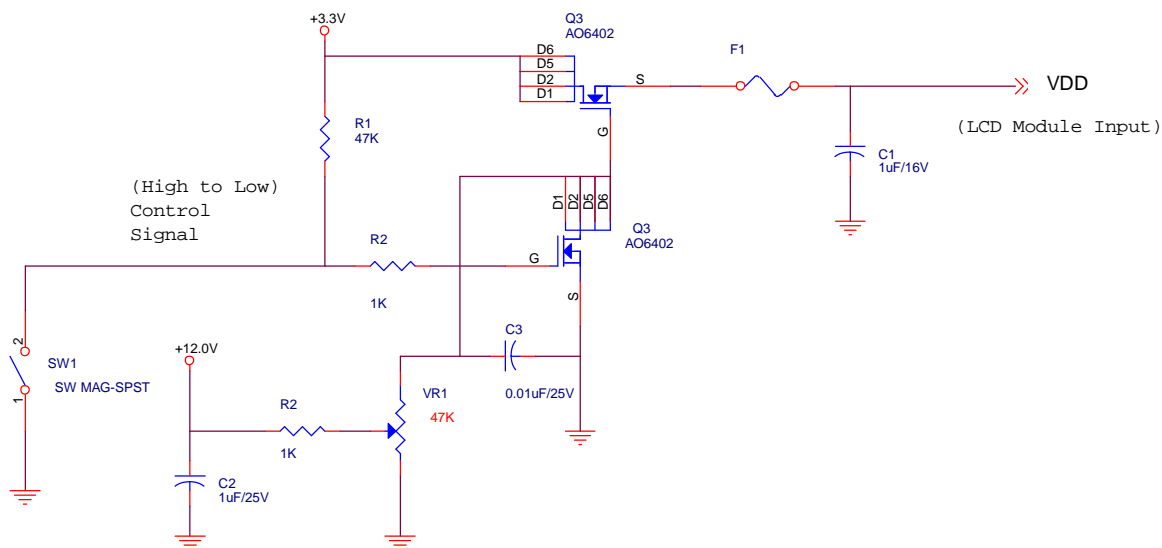 +3.3V
Q3
AO6402
D6
D5
D2
D1
S
G
F1
VDD
(LCD Module Input)
R1
47K
C1
1uF/16V
(High to Low)
Control
Signal
D1
D2
D5
D6
Q3
AO6402
R2
1K
G
S
2
SW1
SW MAG-SPST
1
+12.0V
C3
0.01uF/25V
R2
1K
VR1
47K
C2
1uF/25V